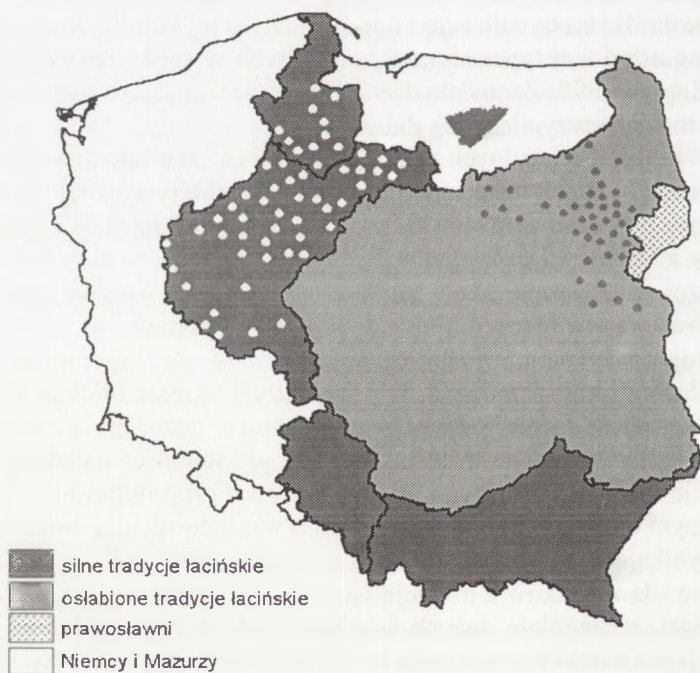 silne tradycje łacińskie
osłabione tradycje łacińskie
prawosławni
Niemcy i Mazurzy